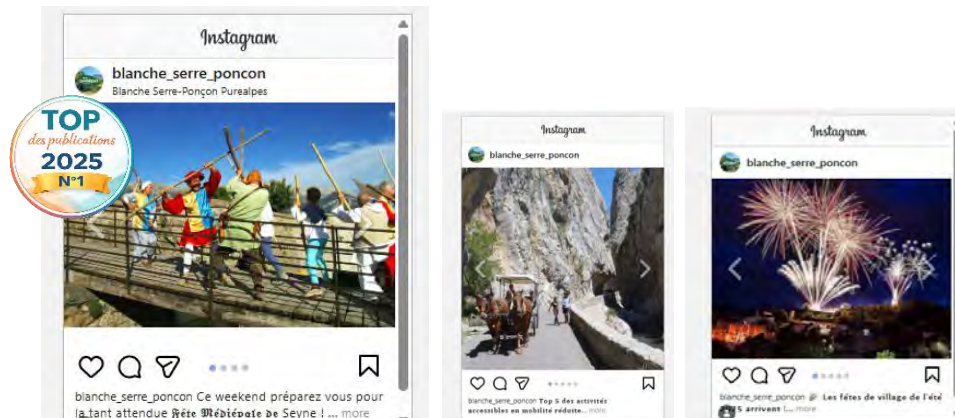 Instagram
blanche_serre_poncon
Blanche Serre-Ponçon Purealpes
TOP
des publications
2025
N°1
blanche_serre_poncon Ce weekend préparez vous pour
la tant attendue Fête Médiévale de Seyne ! ... more
Instagram
blanche_serre_poncon
blanche_serre_poncon Top 5 des activités
accessibles en mobilité réduite... more
Instagram
blanche_serre_poncon
blanche_serre_poncon Les fêtes de village de l'été
arrivent !... more